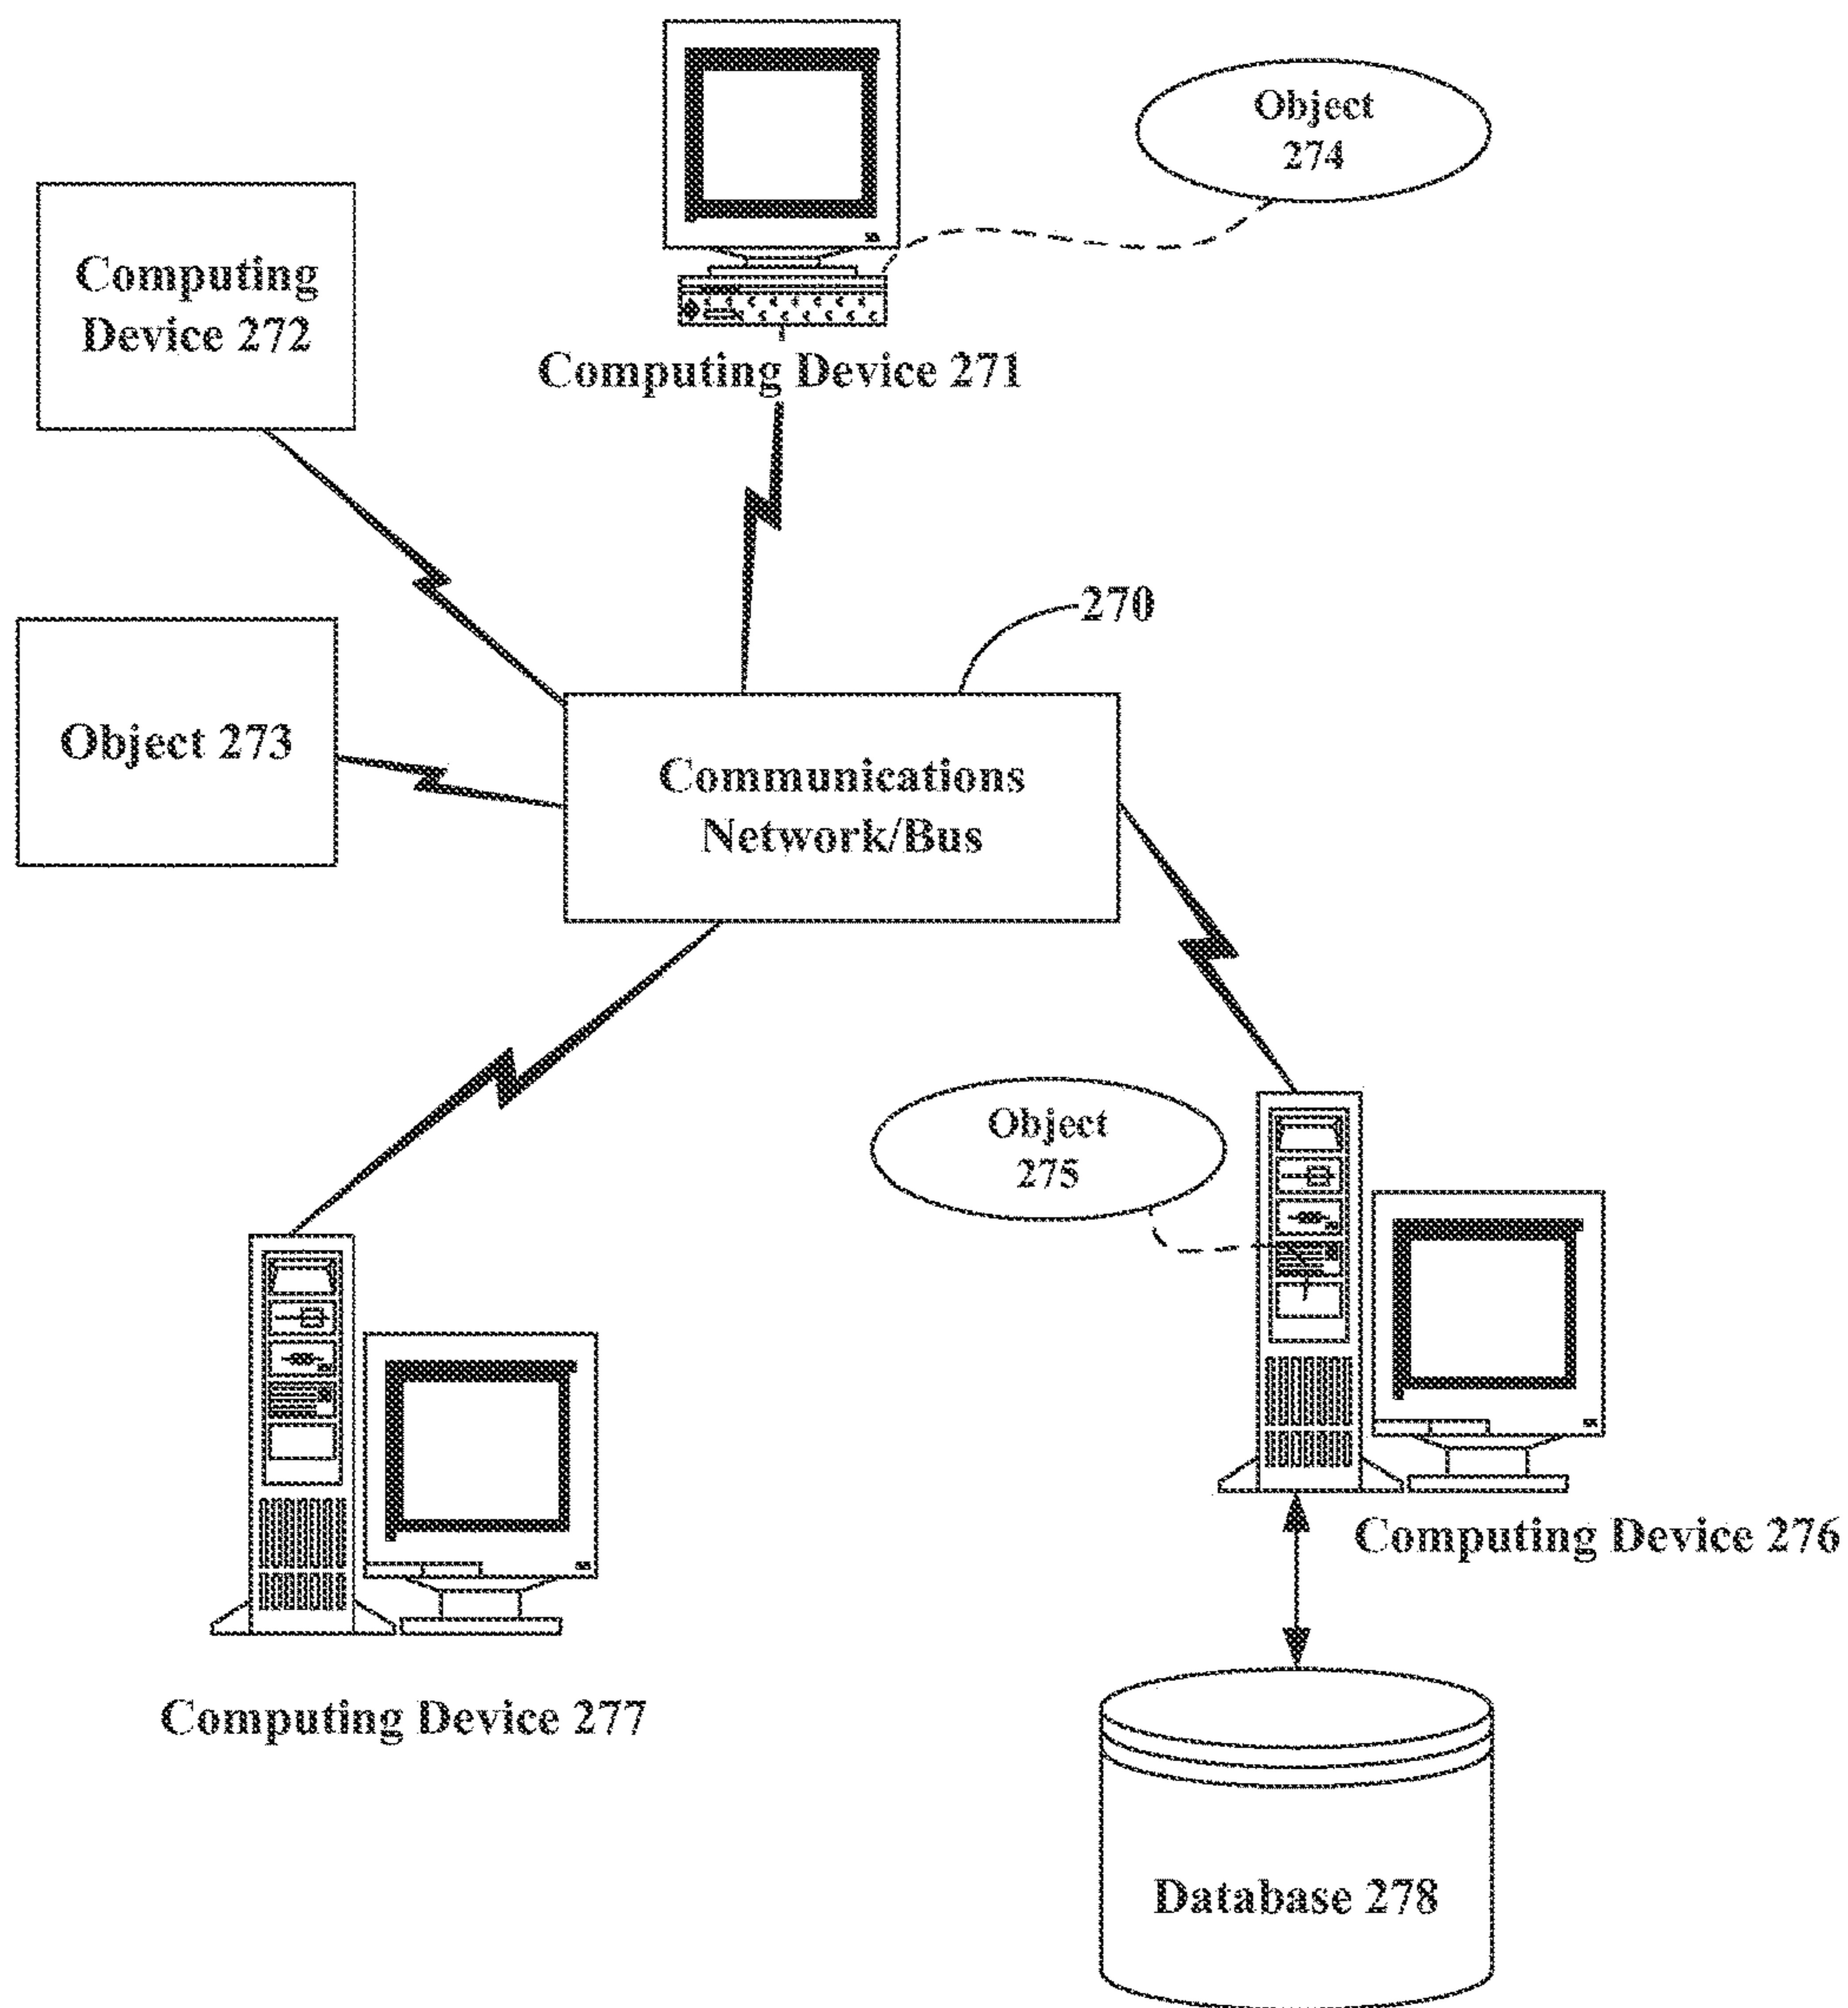 Object
274
Computing
Device 272
Computing Device 271
270
Object 273
Communications
Network/Bus
Object
275
Computing Device 276
Computing Device 277
Database 278